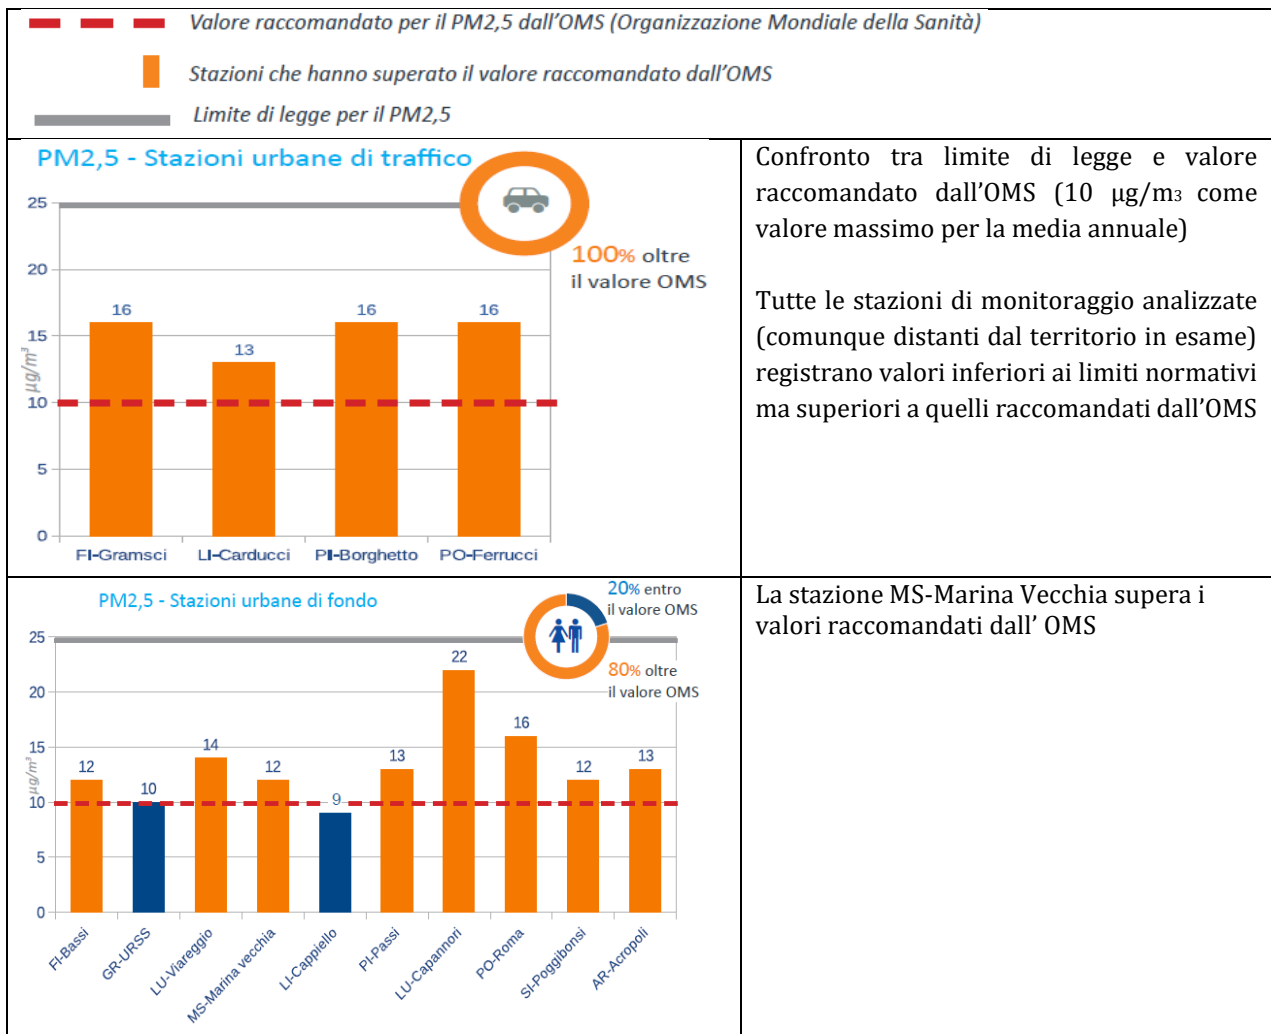 Valore raccomandato per il PM2,5 dall'OMS (Organizzazione Mondiale della Sanità)
Stazioni che hanno superato il valore raccomandato dall'OMS
Limite di legge per il PM2,5
PM2,5 - Stazioni urbane di traffico
25
20
15
10
5
0
µg/m³
16
13
16
16
100% oltre
il valore OMS
FI-Gramsci
LI-Carducci
PI-Borghetto
PO-Ferrucci
Confronto tra limite di legge e valore
raccomandato dall'OMS (10 µg/m3 come
valore massimo per la media annuale)
Tutte le stazioni di monitoraggio analizzate
(comunque distanti dal territorio in esame)
registrano valori inferiori ai limiti normativi
ma superiori a quelli raccomandati dall'OMS
PM2,5 - Stazioni urbane di fondo
20% entro
il valore OMS
80% oltre
il valore OMS
25
20
15
10
5
0
µg/m³
12
10
14
12
9
13
22
16
12
13
FI-Bassi
GR-URSS
LU-Viareggio
MS-Marina vecchia
LI-Cappiello
PI-Passi
LU-Capannori
PO-Roma
SI-Poggibonsi
AR-Acropoli
La stazione MS-Marina Vecchia supera i
valori raccomandati dall' OMS